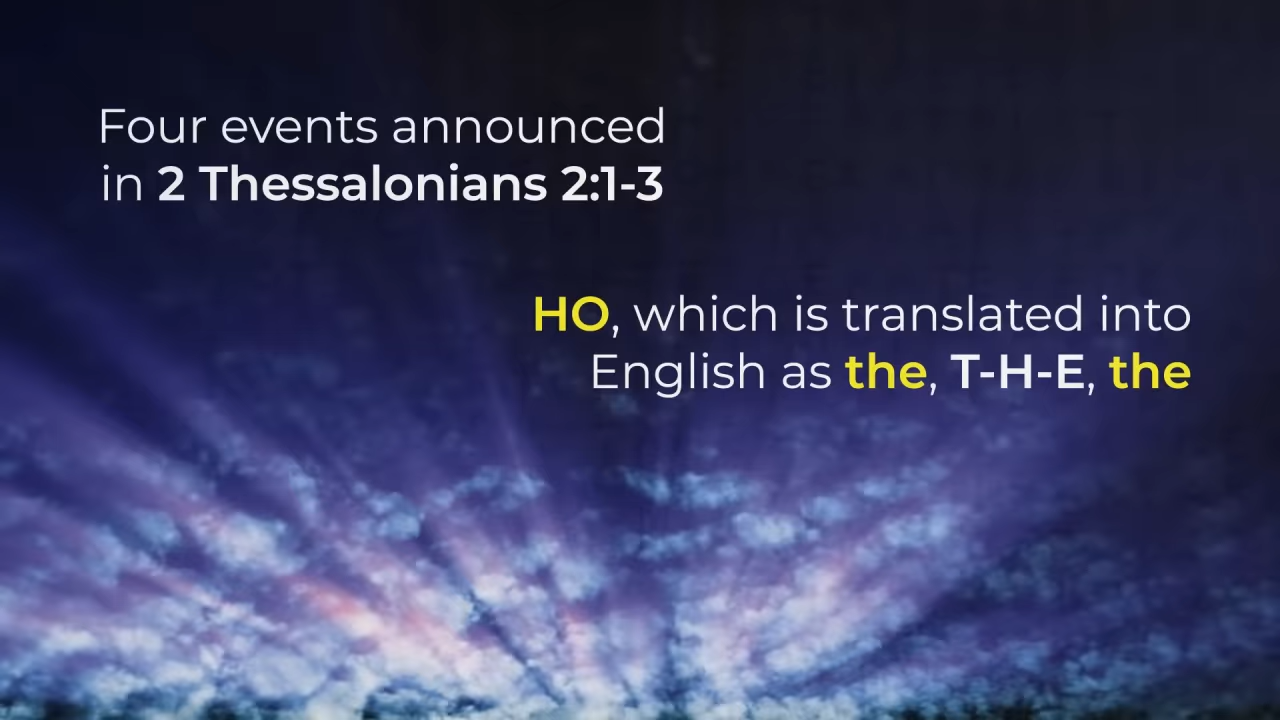 Four events announced
in 2 Thessalonians 2:1-3
HO, which is translated into
English as the, T-H-E, the